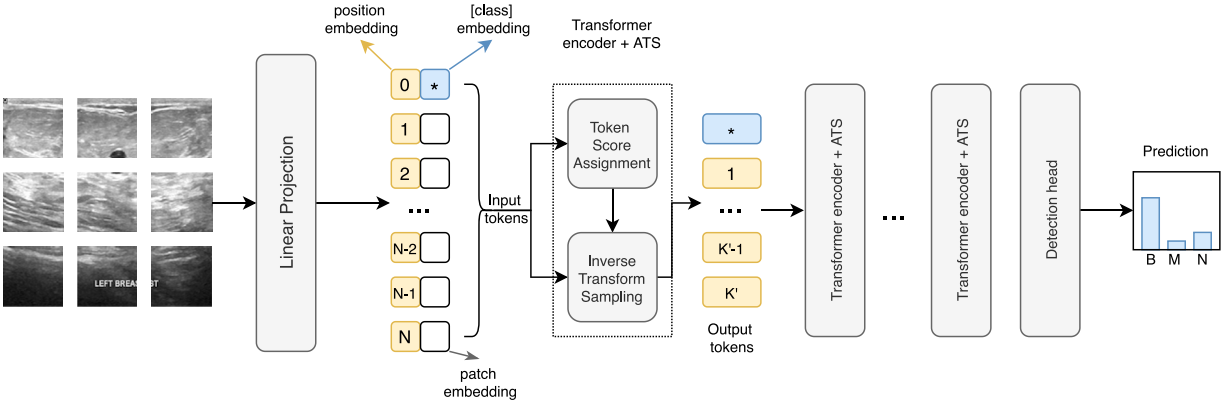 position
embedding
[class]
embedding
Transformer
encoder + ATS
Linear Projection
0
*
1
2
...
N-2
N-1
N
patch
embedding
Input
tokens
Token
Score
Assignment
Inverse
Transform
Sampling
*
1
...
K'-1
K'
Output
tokens
Transformer encoder + ATS
...
Transformer encoder + ATS
Detection head
Prediction
B M N
LEFT BREAST